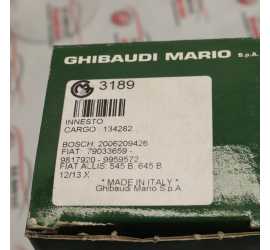 GHIBAUDI MARIO S.p.A.
GM 3189
INNESTO
CARGO 134282
BOSCH: 2006209426
FIAT: 79033659 -
9817920 - 9959572
FIAT ALLIS: 545 B. 645 B.
12/13 X
" MADE IN ITALY "
Ghibaudi Mario S.p.A